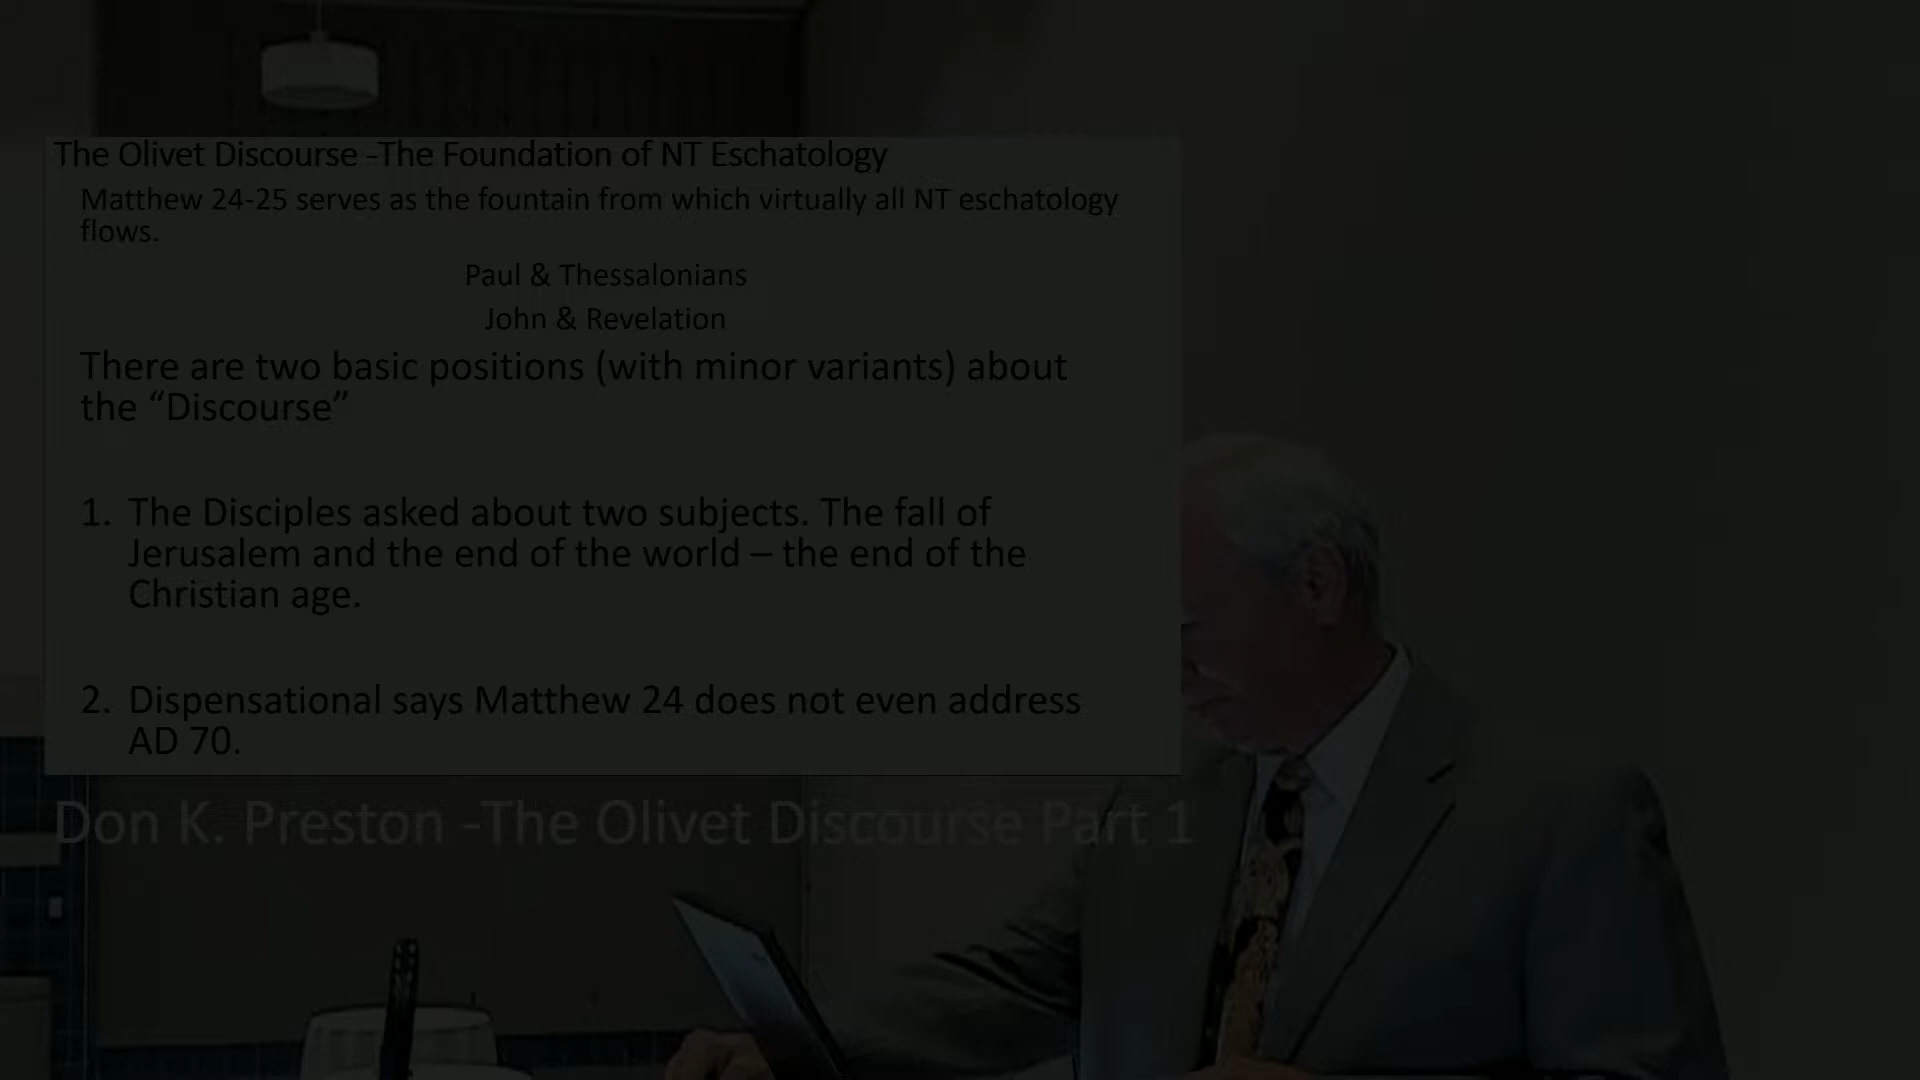 The Olivet Discourse -The Foundation of NT Eschatology
Matthew 24-25 serves as the fountain from which virtually all NT eschatology
flows.
Paul & Thessalonians
John & Revelation
There are two basic positions (with minor variants) about
the “Discourse”
1. The Disciples asked about two subjects. The fall of
Jerusalem and the end of the world – the end of the
Christian age.
2. Dispensational says Matthew 24 does not even address
AD 70.
Don K. Preston -The Olivet Discourse Part 1